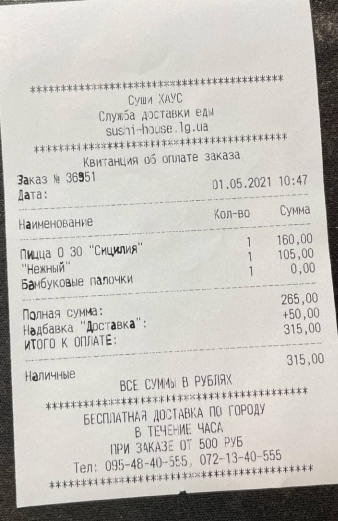 ****************************************
Суши ХАУС
Служба доставки еды
sushi-house.lg.ua
****************************************
Квитанция об оплате заказа
Заказ № 36951
Дата: 01.05.2021 10:47
Наименование Кол-во Сумма
Пицца О 30 "Сицилия" 1 160,00
"Нежный" 1 105,00
Бамбуковые палочки 1 0,00
Полная сумма: 265,00
Надбавка "Доставка": +50,00
ИТОГО К ОПЛАТЕ: 315,00
Наличные 315,00
ВСЕ СУММЫ В РУБЛЯХ
****************************************
БЕСПЛАТНАЯ ДОСТАВКА ПО ГОРОДУ
В ТЕЧЕНИЕ ЧАСА
ПРИ ЗАКАЗЕ ОТ 500 РУБ
Тел: 095-48-40-555, 072-13-40-555
****************************************